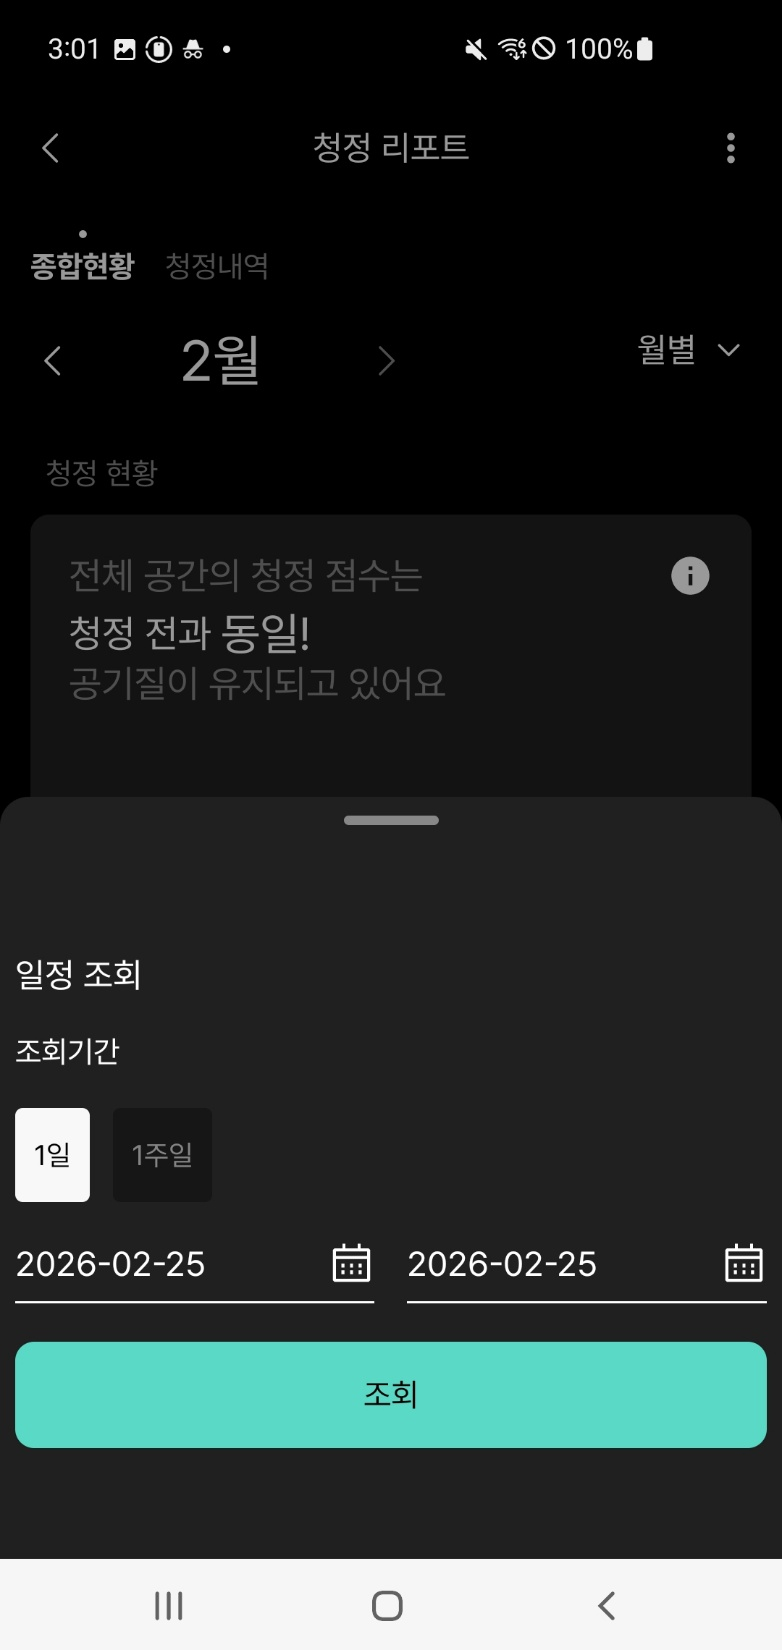 3:01 100%
청정 리포트
종합현황 청정내역
2월 월별
청정 현황
전체 공간의 청정 점수는
청정 전과 동일!
공기질이 유지되고 있어요
일정 조회
조회기간
1일 1주일
2026-02-25 2026-02-25
조회